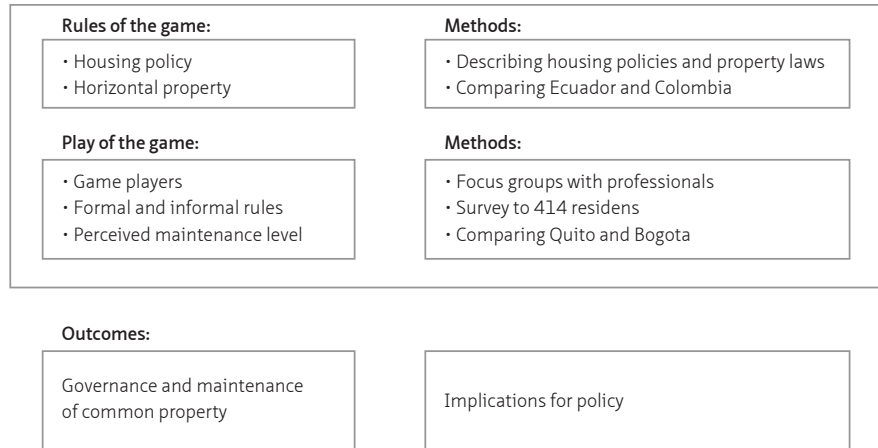 Rules of the game:
• Housing policy
• Horizontal property
Methods:
• Describing housing policies and property laws
• Comparing Ecuador and Colombia
Play of the game:
• Game players
• Formal and informal rules
• Perceived maintenance level
Methods:
• Focus groups with professionals
• Survey to 414 residens
• Comparing Quito and Bogota
Outcomes:
Governance and maintenance
of common property
Implications for policy